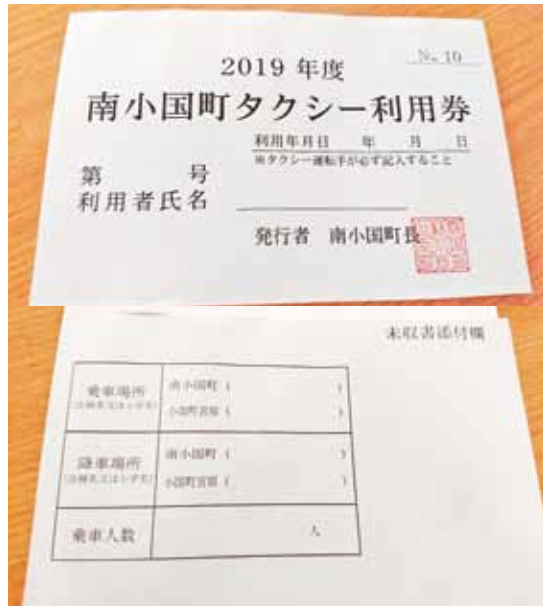 No. 10
2019 年度
南小国町タクシー利用券
利用年月日 年 月 日
※タクシー運転手が必ず記入すること
第 号
利用者氏名
発行者 南小国町長
未収書添付欄
乗車場所
南小国町（ ）
小国町宮原（ ）
降車場所
南小国町（ ）
小国町宮原（ ）
乗車人数
人